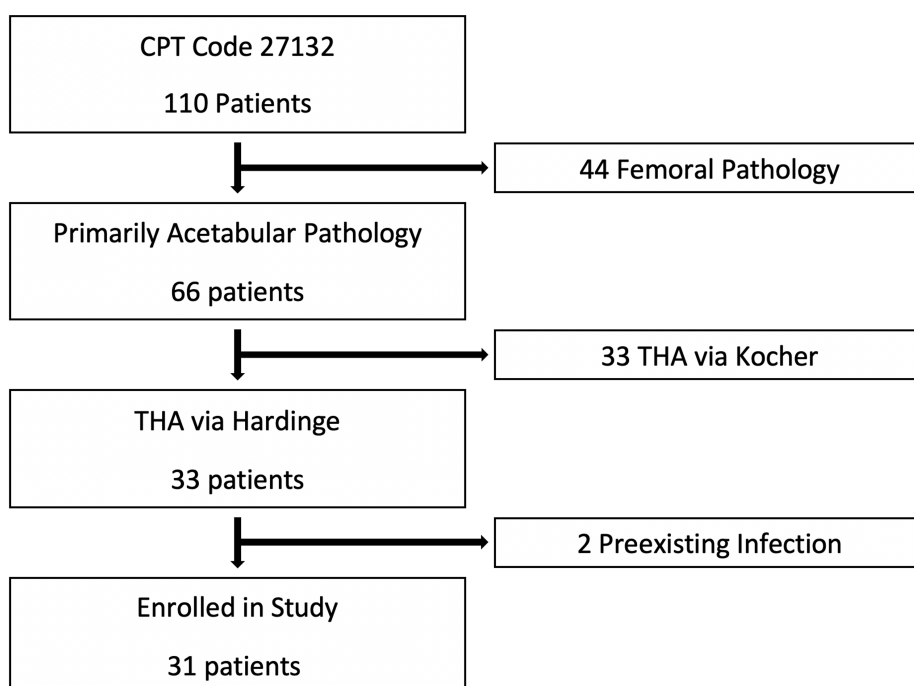 CPT Code 27132
110 Patients
44 Femoral Pathology
Primarily Acetabular Pathology
66 patients
33 THA via Kocher
THA via Hardinge
33 patients
2 Preexisting Infection
Enrolled in Study
31 patients